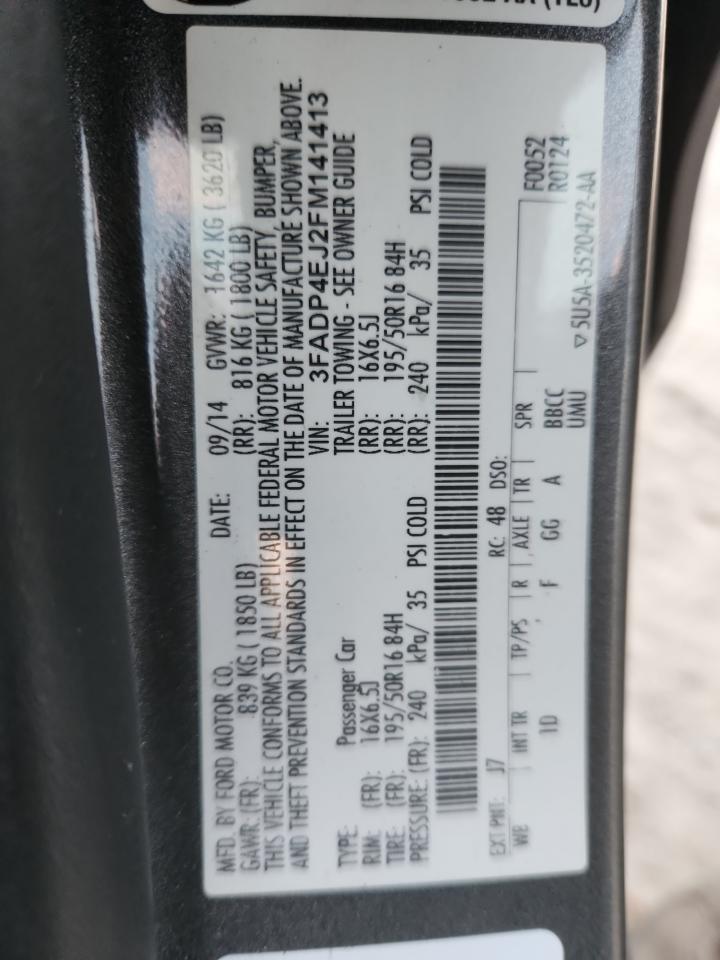 MFD. BY FORD MOTOR CO. DATE: 09/14 GVWR: 1642 KG ( 3620 LB)
GAWR: (FR): 839 KG ( 1850 LB) (RR): 816 KG ( 1800 LB)
THIS VEHICLE CONFORMS TO ALL APPLICABLE FEDERAL MOTOR VEHICLE SAFETY, BUMPER,
AND THEFT PREVENTION STANDARDS IN EFFECT ON THE DATE OF MANUFACTURE SHOWN ABOVE.
VIN: 3FADP4EJ2FM141413
TYPE: Passenger Car TRAILER TOWING - SEE OWNER GUIDE
RIM: (FR): 16X6.5J (RR): 16X6.5J
TIRE: (FR): 195/50R16 84H (RR): 195/50R16 84H
PRESSURE: (FR): 240 kPa/ 35 PSI COLD (RR): 240 kPa/ 35 PSI COLD
EXT PNT: J7 RC: 48 DSO: F0052
WB INT TR TP/PS R AXLE TR SPR R0124
1D F GG A BBCC
UMU ▽ 5U5A-3520472-AA